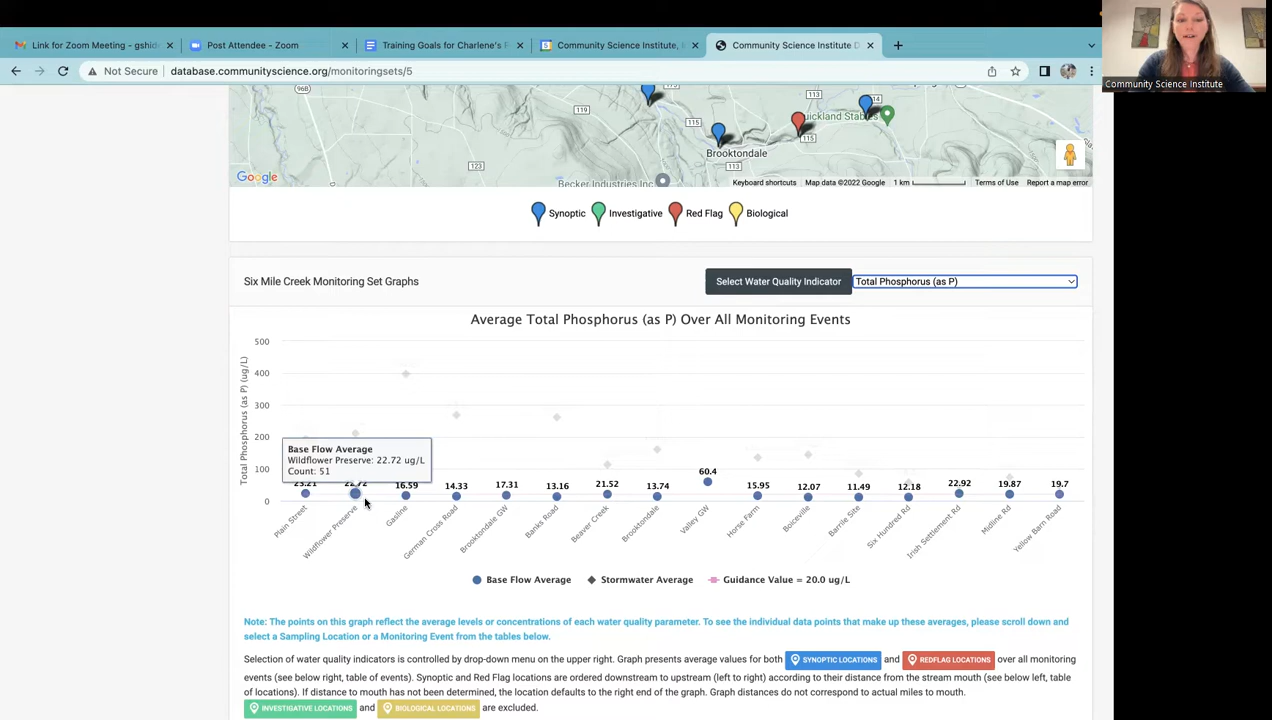 Link for Zoom Meeting - gshid
Post Attendee - Zoom
Training Goals for Charlene's F
Community Science Institute, I
Community Science Institute D
Not Secure
database.communityscience.org/monitoringsets/5
Community Science Institute
96B
119
115
113
14
uickland Stables
115
Brooktondale
113
123
Becker Industries Inc
Google
Keyboard shortcuts
Map data ©2022 Google
1 km
Terms of Use
Report a map error
Synoptic
Investigative
Red Flag
Biological
Six Mile Creek Monitoring Set Graphs
Select Water Quality Indicator
Total Phosphorus (as P)
Average Total Phosphorus (as P) Over All Monitoring Events
Total Phosphorus (as P) (ug/L)
500
400
300
200
100
0
Base Flow Average
Wildflower Preserve: 22.72 ug/L
Count: 51
23.21 22.72 16.59 14.33 17.31 13.16 21.52 13.74 60.4 15.95 12.07 11.49 12.18 22.92 19.87 19.7
Plain Street
Wildflower Preserve
Gasline
German Cross Road
Brooktondale GW
Banks Road
Beaver Creek
Brooktondale
Valley GW
Horse Farm
Boiceville
Barrile Site
Six Hundred Rd
Irish Settlement Rd
Midline Rd
Yellow Barn Road
Base Flow Average
Stormwater Average
Guidance Value = 20.0 ug/L
Note: The points on this graph reflect the average levels or concentrations of each water quality parameter. To see the individual data points that make up these averages, please scroll down and
select a Sampling Location or a Monitoring Event from the tables below.
Selection of water quality indicators is controlled by drop-down menu on the upper right. Graph presents average values for both SYNOPTIC LOCATIONS and REDFLAG LOCATIONS over all monitoring
events (see below right, table of events). Synoptic and Red Flag locations are ordered downstream to upstream (left to right) according to their distance from the stream mouth (see below left, table
of locations). If distance to mouth has not been determined, the location defaults to the right end of the graph. Graph distances do not correspond to actual miles to mouth.
INVESTIGATIVE LOCATIONS and BIOLOGICAL LOCATIONS are excluded.